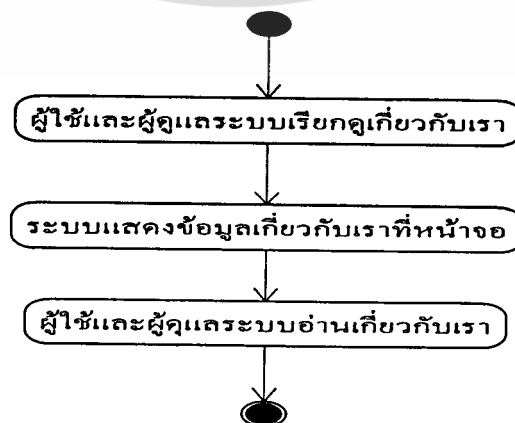 ผู้ใช้และผู้ดูแลระบบเรียกดูเกี่ยวกับเรา
ระบบแสดงข้อมูลเกี่ยวกับเราที่หน้าจอ
ผู้ใช้และผู้ดูแลระบบอ่านเกี่ยวกับเรา